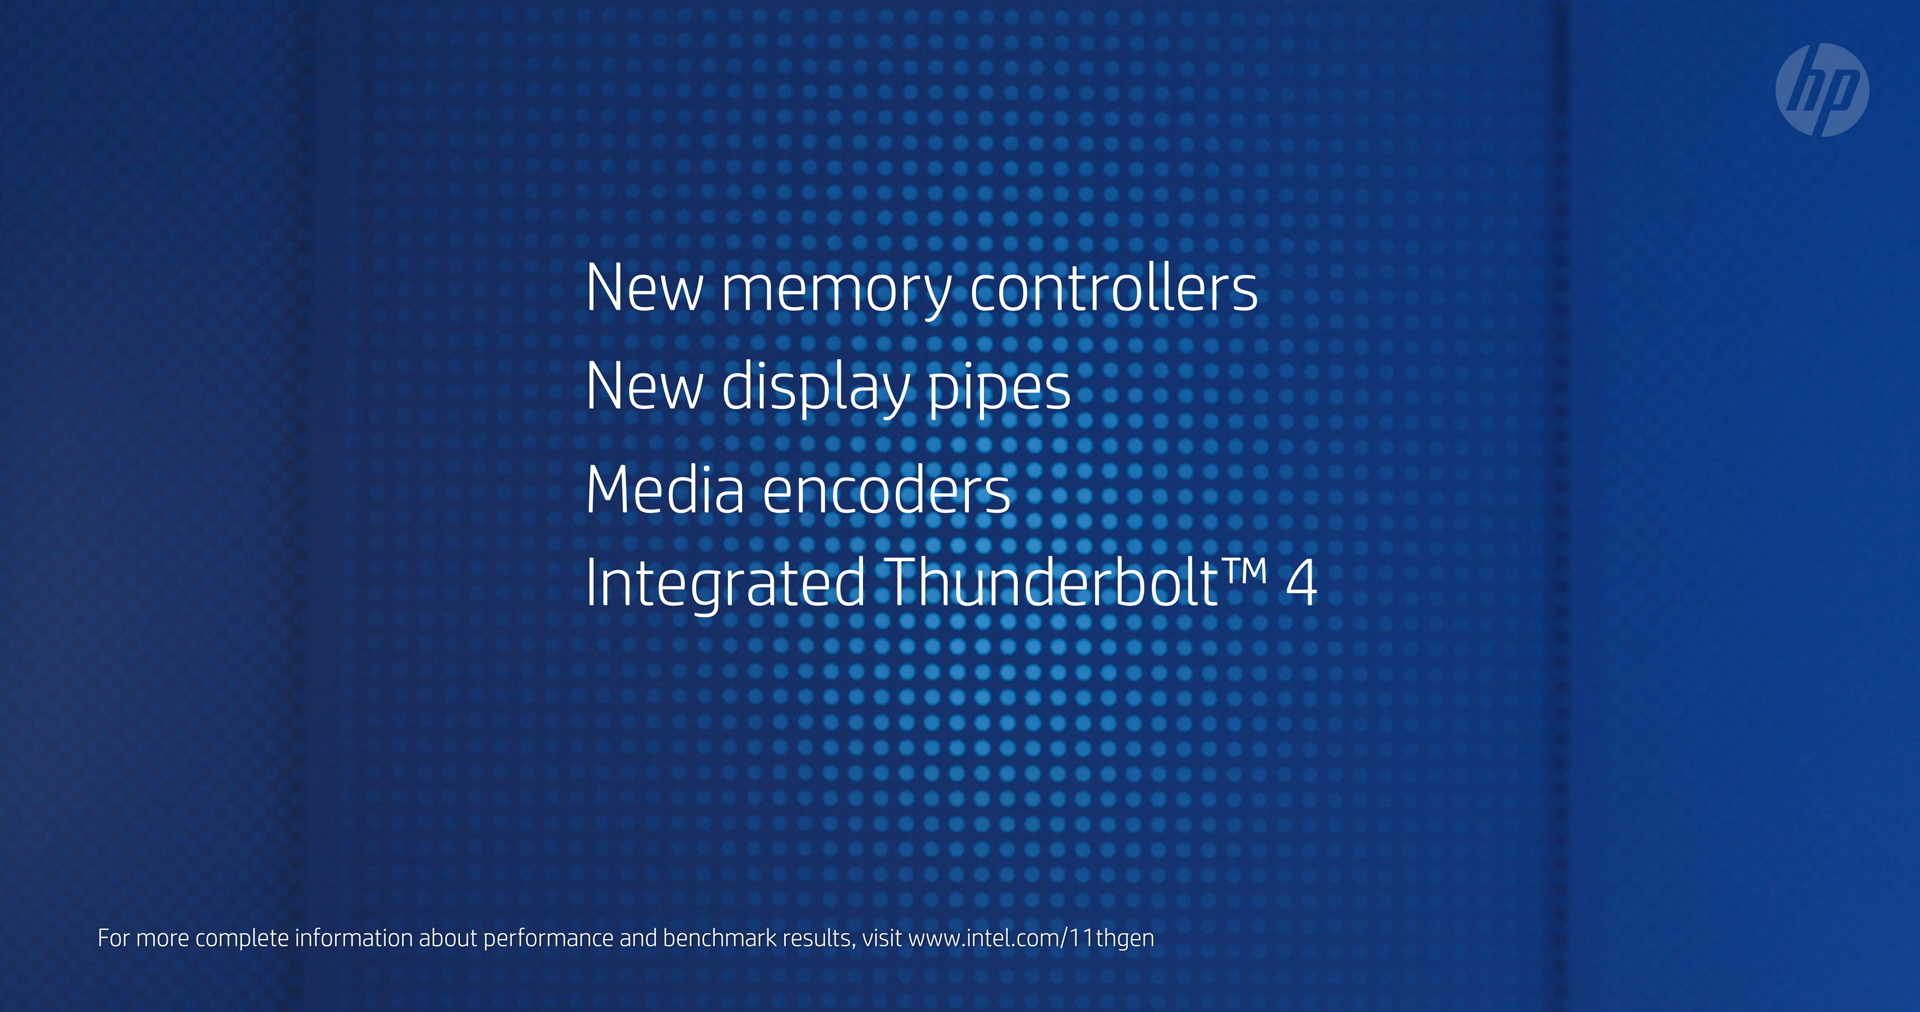 hp
New memory controllers
New display pipes
Media encoders
Integrated Thunderbolt™ 4
For more complete information about performance and benchmark results, visit www.intel.com/11thgen